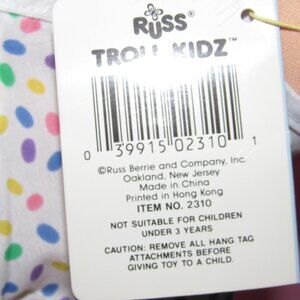 RUSS
TROLL KIDZ™
0 39915 02310 1
©Russ Berrie and Company, Inc.
Oakland, New Jersey
Made in China
Printed in Hong Kong
ITEM NO. 2310
NOT SUITABLE FOR CHILDREN
UNDER 3 YEARS
CAUTION: REMOVE ALL HANG TAG
ATTACHMENTS BEFORE
GIVING TOY TO A CHILD.